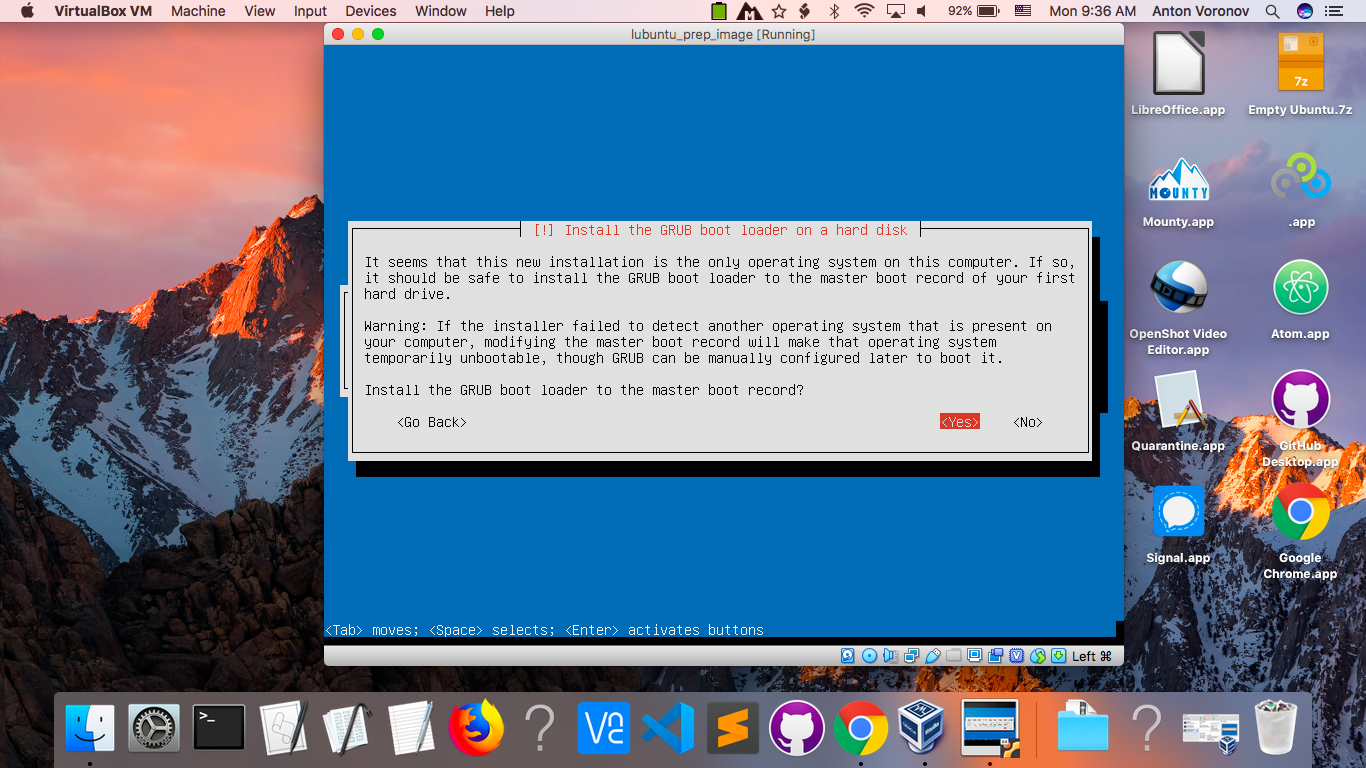 VirtualBox VM Machine View Input Devices Window Help 92% Mon 9:36 AM Anton Voronov
lubuntu_prep_image [Running]
[!] Install the GRUB boot loader on a hard disk
It seems that this new installation is the only operating system on this computer. If so,
it should be safe to install the GRUB boot loader to the master boot record of your first
hard drive.
Warning: If the installer failed to detect another operating system that is present on
your computer, modifying the master boot record will make that operating system
temporarily unbootable, though GRUB can be manually configured later to boot it.
Install the GRUB boot loader to the master boot record?
<Go Back> <Yes> <No>
<Tab> moves; <Space> selects; <Enter> activates buttons
Left ⌘
LibreOffice.app
7z
Empty Ubuntu.7z
MOUNTY
Mounty.app
.app
OpenShot Video
Editor.app
Atom.app
Quarantine.app
GitHub
Desktop.app
Signal.app
Google
Chrome.app
>_
? V2
?